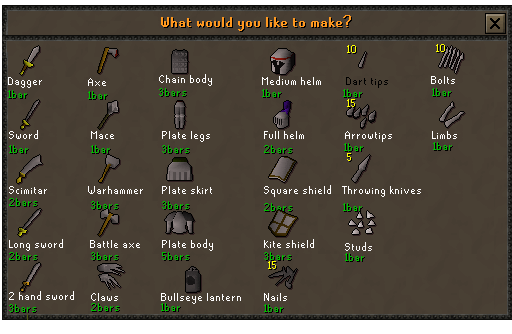 What would you like to make?
10 10
Dagger Axe Chain body Medium helm Dart tips Bolts
1bar 1bar 3bars 1bar 1bar 1bar
15
Sword Mace Plate legs Full helm Arrowtips Limbs
1bar 1bar 3bars 2bars 1bar 1bar
5
Scimitar Warhammer Plate skirt Square shield Throwing knives
2bars 3bars 3bars 2bars 1bar
Long sword Battle axe Plate body Kite shield Studs
2bars 3bars 5bars 3bars 1bar
15
2 hand sword Claws Bullseye lantern Nails
3bars 2bars 1bar 1bar